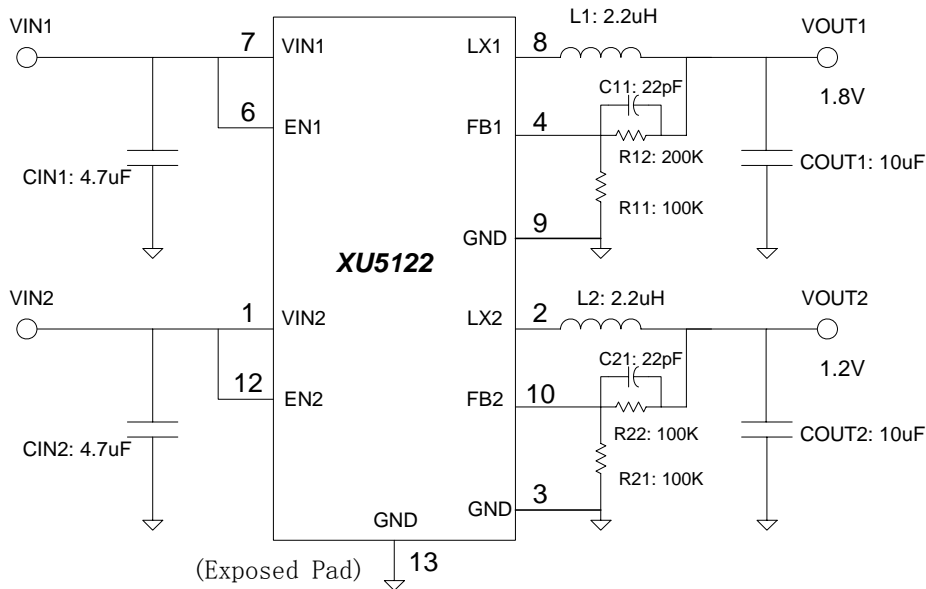 VIN1
7
VIN1
LX1
8
L1: 2.2uH
VOUT1
6
EN1
FB1
4
C11: 22pF
1.8V
R12: 200K
CIN1: 4.7uF
COUT1: 10uF
R11: 100K
GND
9
XU5122
VIN2
1
VIN2
LX2
2
L2: 2.2uH
VOUT2
12
EN2
FB2
10
C21: 22pF
1.2V
R22: 100K
CIN2: 4.7uF
COUT2: 10uF
R21: 100K
GND
3
GND
(Exposed Pad)
13